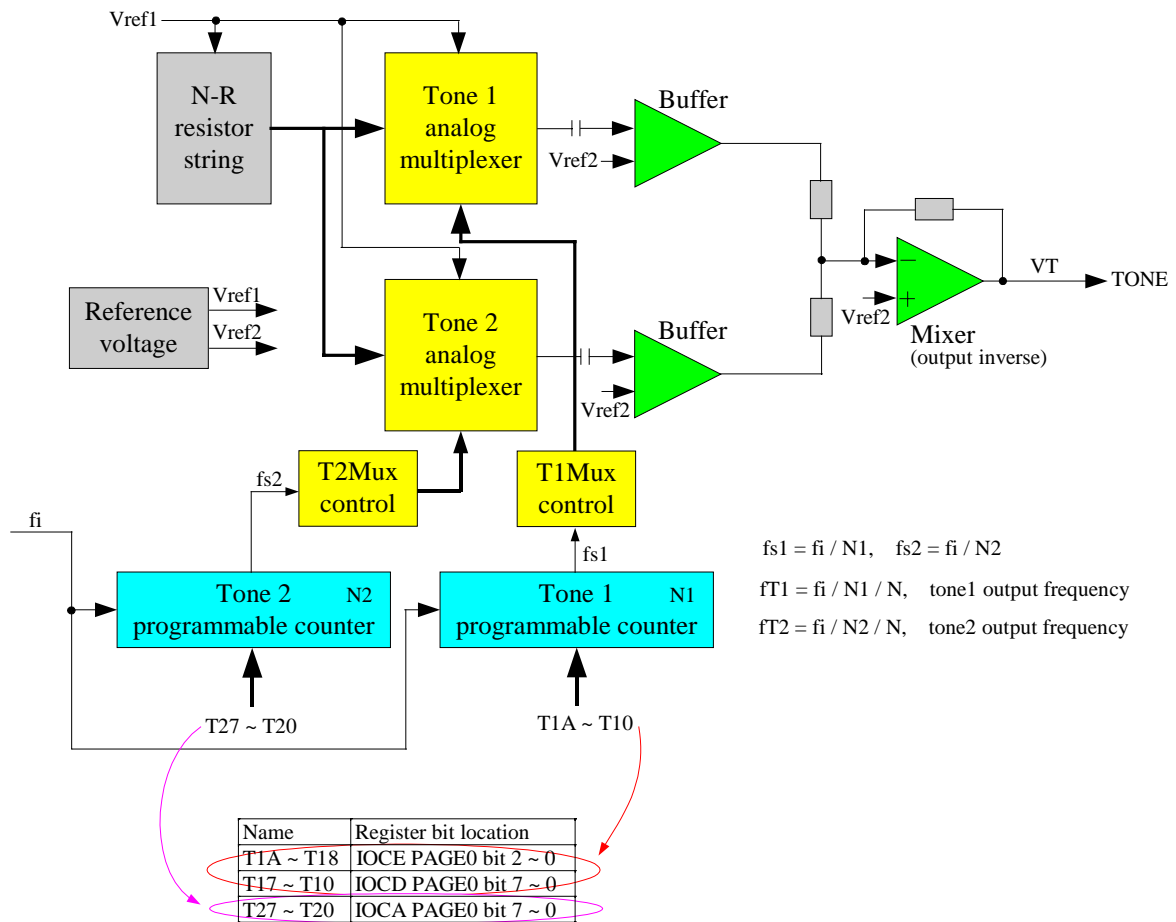 Vref1
N-R
resistor
string
Tone 1
analog
multiplexer
Buffer
Vref2
Reference
voltage
Vref1
Vref2
Tone 2
analog
multiplexer
Buffer
Vref2
−
+
Vref2
VT
TONE
Mixer
(output inverse)
T2Mux
control
T1Mux
control
fs2
fs1
fi
Tone 2 N2
programmable counter
Tone 1 N1
programmable counter
fs1 = fi / N1, fs2 = fi / N2
fT1 = fi / N1 / N, tone1 output frequency
fT2 = fi / N2 / N, tone2 output frequency
T27 ~ T20
T1A ~ T10
Name Register bit location
T1A ~ T18 IOCE PAGE0 bit 2 ~ 0
T17 ~ T10 IOCD PAGE0 bit 7 ~ 0
T27 ~ T20 IOCA PAGE0 bit 7 ~ 0